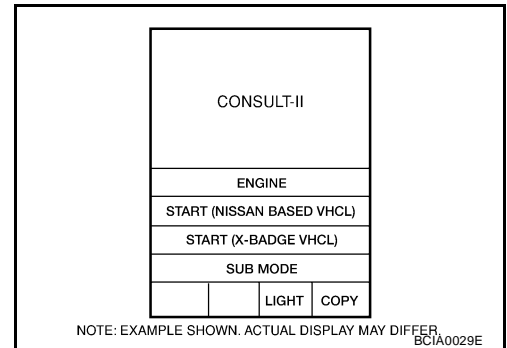 CONSULT-II
ENGINE
START (NISSAN BASED VHCL)
START (X-BADGE VHCL)
SUB MODE
LIGHT COPY
NOTE: EXAMPLE SHOWN. ACTUAL DISPLAY MAY DIFFER.
BCIA0029E